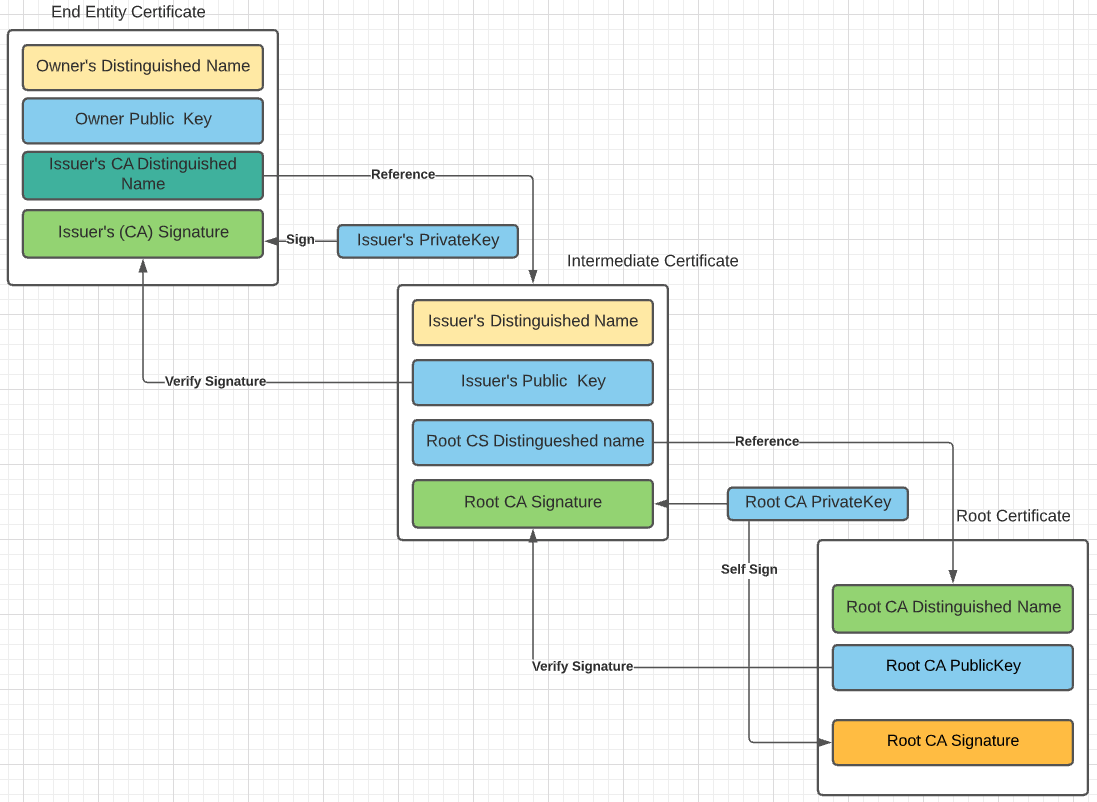 End Entity Certificate
Owner's Distinguished Name
Owner Public Key
Issuer's CA Distinguished
Name
Reference
Issuer's (CA) Signature
Sign
Issuer's PrivateKey
Intermediate Certificate
Issuer's Distinguished Name
Verify Signature
Issuer's Public Key
Root CS Distingueshed name
Reference
Root CA Signature
Root CA PrivateKey
Root Certificate
Self Sign
Root CA Distinguished Name
Verify Signature
Root CA PublicKey
Root CA Signature